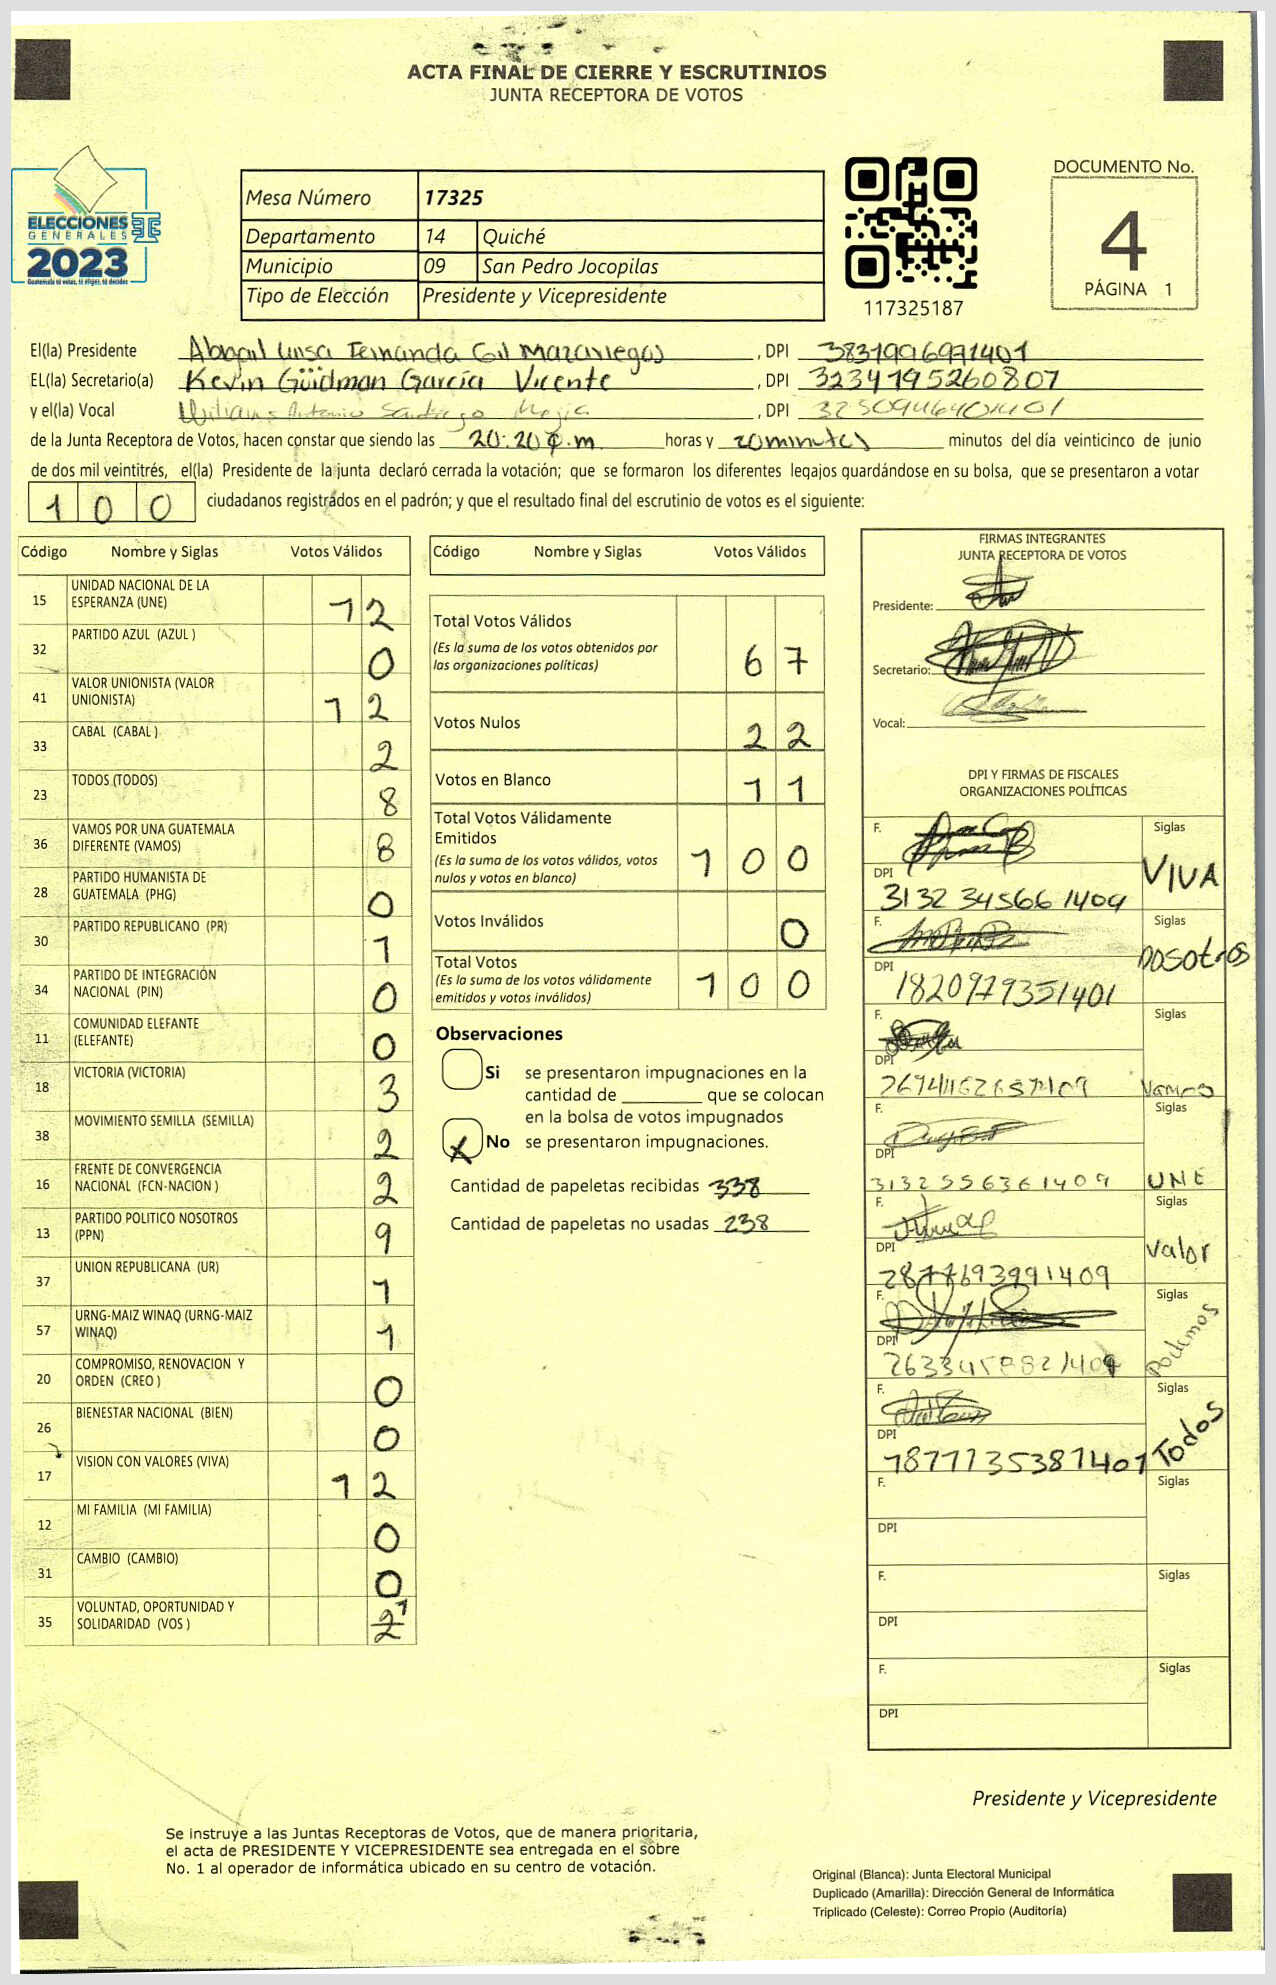 ACTA FINAL DE CIERRE Y ESCRUTINIOS
JUNTA RECEPTORA DE VOTOS
ELECCIONES
GENERALES
2023
Guatemala tú votas, tú eliges, tú decides
Mesa Número 17325
Departamento 14 Quiché
Municipio 09 San Pedro Jocopilas
Tipo de Elección Presidente y Vicepresidente
117325187
DOCUMENTO No.
4
PÁGINA 1
El(la) Presidente Fernanda Gil Mazariegos, DPI
EL(la) Secretario(a) Kevin Güidman García Vicente, DPI 3234195260807
y el(la) Vocal Antonio Santiago Mejia, DPI
de la Junta Receptora de Votos, hacen constar que siendo las 20:20 p.m horas y 20minutes minutos del día veinticinco de junio
de dos mil veintitrés, el(la) Presidente de la junta declaró cerrada la votación; que se formaron los diferentes legajos guardándose en su bolsa, que se presentaron a votar
100 ciudadanos registrados en el padrón; y que el resultado final del escrutinio de votos es el siguiente:
Código Nombre y Siglas Votos Válidos
15 UNIDAD NACIONAL DE LA ESPERANZA (UNE) 12
32 PARTIDO AZUL (AZUL ) 0
41 VALOR UNIONISTA (VALOR UNIONISTA) 12
33 CABAL (CABAL ) 2
23 TODOS (TODOS) 8
36 VAMOS POR UNA GUATEMALA DIFERENTE (VAMOS) 8
28 PARTIDO HUMANISTA DE GUATEMALA (PHG) 0
30 PARTIDO REPUBLICANO (PR) 1
34 PARTIDO DE INTEGRACIÓN NACIONAL (PIN) 0
11 COMUNIDAD ELEFANTE (ELEFANTE) 0
18 VICTORIA (VICTORIA) 3
38 MOVIMIENTO SEMILLA (SEMILLA) 2
16 FRENTE DE CONVERGENCIA NACIONAL (FCN-NACION ) 2
13 PARTIDO POLITICO NOSOTROS (PPN) 9
37 UNION REPUBLICANA (UR) 1
57 URNG-MAIZ WINAQ (URNG-MAIZ WINAQ) 1
20 COMPROMISO, RENOVACION Y ORDEN (CREO ) 0
26 BIENESTAR NACIONAL (BIEN) 0
17 VISION CON VALORES (VIVA) 12
12 MI FAMILIA (MI FAMILIA) 0
31 CAMBIO (CAMBIO) 0
35 VOLUNTAD, OPORTUNIDAD Y SOLIDARIDAD (VOS ) 2 1
Código Nombre y Siglas Votos Válidos
Total Votos Válidos 67
(Es la suma de los votos obtenidos por
las organizaciones políticas)
Votos Nulos 22
Votos en Blanco 11
Total Votos Válidamente
Emitidos 100
(Es la suma de los votos válidos, votos
nulos y votos en blanco)
Votos Inválidos 0
Total Votos 100
(Es la suma de los votos válidamente
emitidos y votos inválidos)
Observaciones
Si se presentaron impugnaciones en la
cantidad de ________ que se colocan
en la bolsa de votos impugnados
X No se presentaron impugnaciones.
Cantidad de papeletas recibidas 338
Cantidad de papeletas no usadas 238
FIRMAS INTEGRANTES
JUNTA RECEPTORA DE VOTOS
Presidente:
Secretario:
Vocal:
DPI Y FIRMAS DE FISCALES
ORGANIZACIONES POLÍTICAS
F. Siglas
DPI 3132 34566 1409 VIVA
F. Siglas
DPI 1820979351401 nosotros
F. Siglas
DPI Vamos
F. Siglas
DPI 3132556361409 UNE
F. Siglas
DPI 2877693991409 Valor
F. Siglas
DPI Podemos
F. Siglas
DPI 1877735387401 Todos
F. Siglas
DPI
F. Siglas
DPI
F. Siglas
DPI
Presidente y Vicepresidente
Se instruye a las Juntas Receptoras de Votos, que de manera prioritaria,
el acta de PRESIDENTE Y VICEPRESIDENTE sea entregada en el sobre
No. 1 al operador de informática ubicado en su centro de votación.
Original (Blanca): Junta Electoral Municipal
Duplicado (Amarilla): Dirección General de Informática
Triplicado (Celeste): Correo Propio (Auditoría)